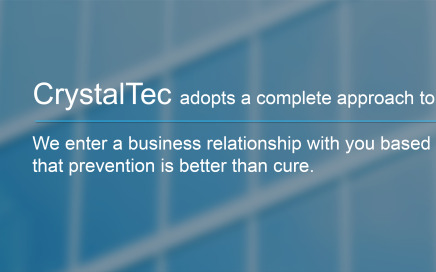 CrystalTec adopts a complete approach to
We enter a business relationship with you based
that prevention is better than cure.